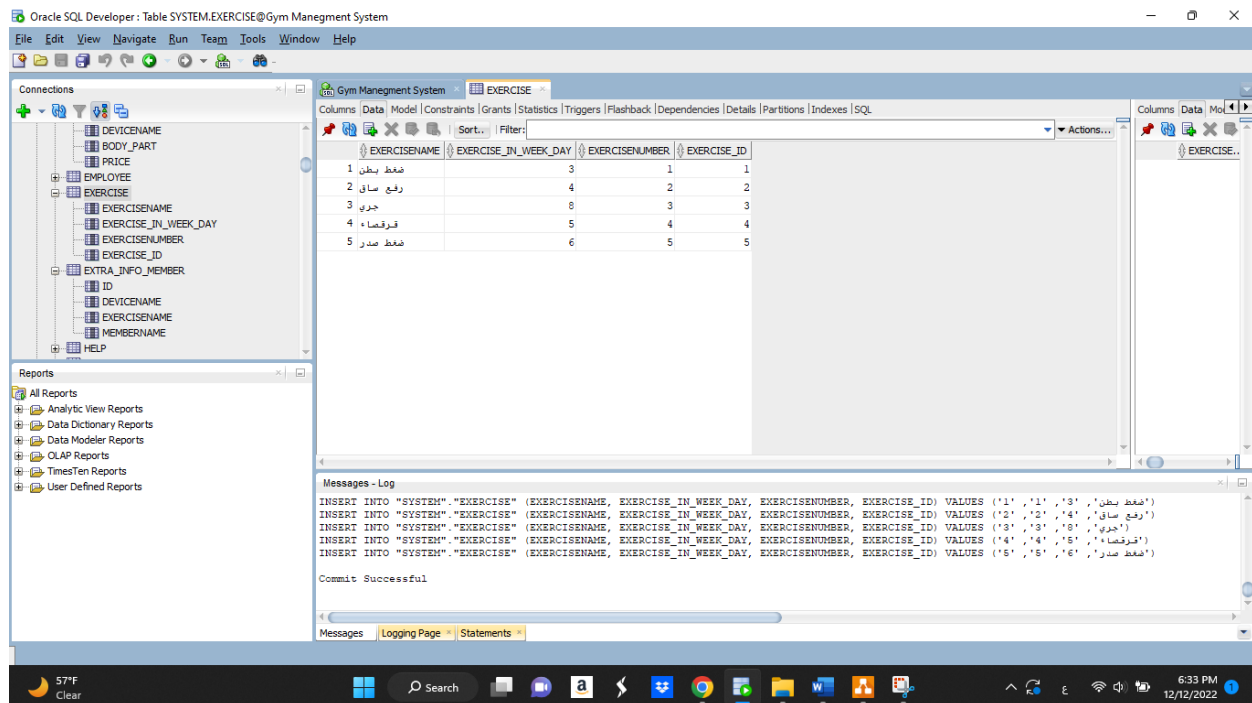 Oracle SQL Developer : Table SYSTEM.EXERCISE@Gym Manegment System
File Edit View Navigate Run Team Tools Window Help
Connections
DEVICENAME
BODY_PART
PRICE
EMPLOYEE
EXERCISE
EXERCISENAME
EXERCISE_IN_WEEK_DAY
EXERCISENUMBER
EXERCISE_ID
EXTRA_INFO_MEMBER
ID
DEVICENAME
EXERCISENAME
MEMBERNAME
HELP
Reports
All Reports
Analytic View Reports
Data Dictionary Reports
Data Modeler Reports
OLAP Reports
TimesTen Reports
User Defined Reports
Gym Manegment System EXERCISE
Columns Data Model |Constraints |Grants |Statistics |Triggers |Flashback |Dependencies |Details |Partitions |Indexes |SQL
Sort.. Filter: Actions...
EXERCISENAME EXERCISE_IN_WEEK_DAY EXERCISENUMBER EXERCISE_ID
1 ضغط بطن 3 1 1
2 رفع ساق 4 2 2
3 جري 8 3 3
4 قرفصاء 5 4 4
5 ضغط صدر 6 5 5
Columns Data
EXERCISE..
Messages - Log
INSERT INTO "SYSTEM"."EXERCISE" (EXERCISENAME, EXERCISE_IN_WEEK_DAY, EXERCISENUMBER, EXERCISE_ID) VALUES ('ضغط بطن', '3', '1', '1')
INSERT INTO "SYSTEM"."EXERCISE" (EXERCISENAME, EXERCISE_IN_WEEK_DAY, EXERCISENUMBER, EXERCISE_ID) VALUES ('رفع ساق', '4', '2', '2')
INSERT INTO "SYSTEM"."EXERCISE" (EXERCISENAME, EXERCISE_IN_WEEK_DAY, EXERCISENUMBER, EXERCISE_ID) VALUES ('جري', '8', '3', '3')
INSERT INTO "SYSTEM"."EXERCISE" (EXERCISENAME, EXERCISE_IN_WEEK_DAY, EXERCISENUMBER, EXERCISE_ID) VALUES ('قرفصاء', '5', '4', '4')
INSERT INTO "SYSTEM"."EXERCISE" (EXERCISENAME, EXERCISE_IN_WEEK_DAY, EXERCISENUMBER, EXERCISE_ID) VALUES ('ضغط صدر', '6', '5', '5')
Commit Successful
Messages Logging Page Statements
57°F
Clear
Search
ع
6:33 PM
12/12/2022
1